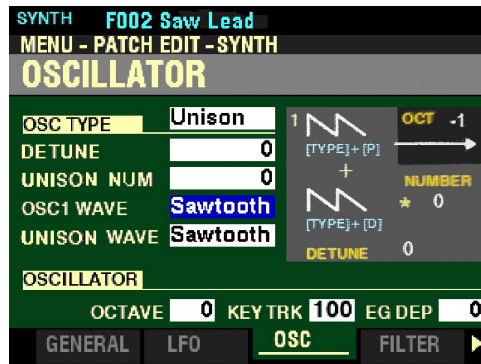 SYNTH F002 Saw Lead
MENU - PATCH EDIT - SYNTH
OSCILLATOR
OSC TYPE Unison
DETUNE 0
UNISON NUM 0
OSC1 WAVE Sawtooth
UNISON WAVE Sawtooth
1 OCT -1
[TYPE]+[P]
+
NUMBER
* 0
[TYPE]+[D]
DETUNE 0
OSCILLATOR
OCTAVE 0 KEY TRK 100 EG DEP 0
GENERAL LFO OSC FILTER